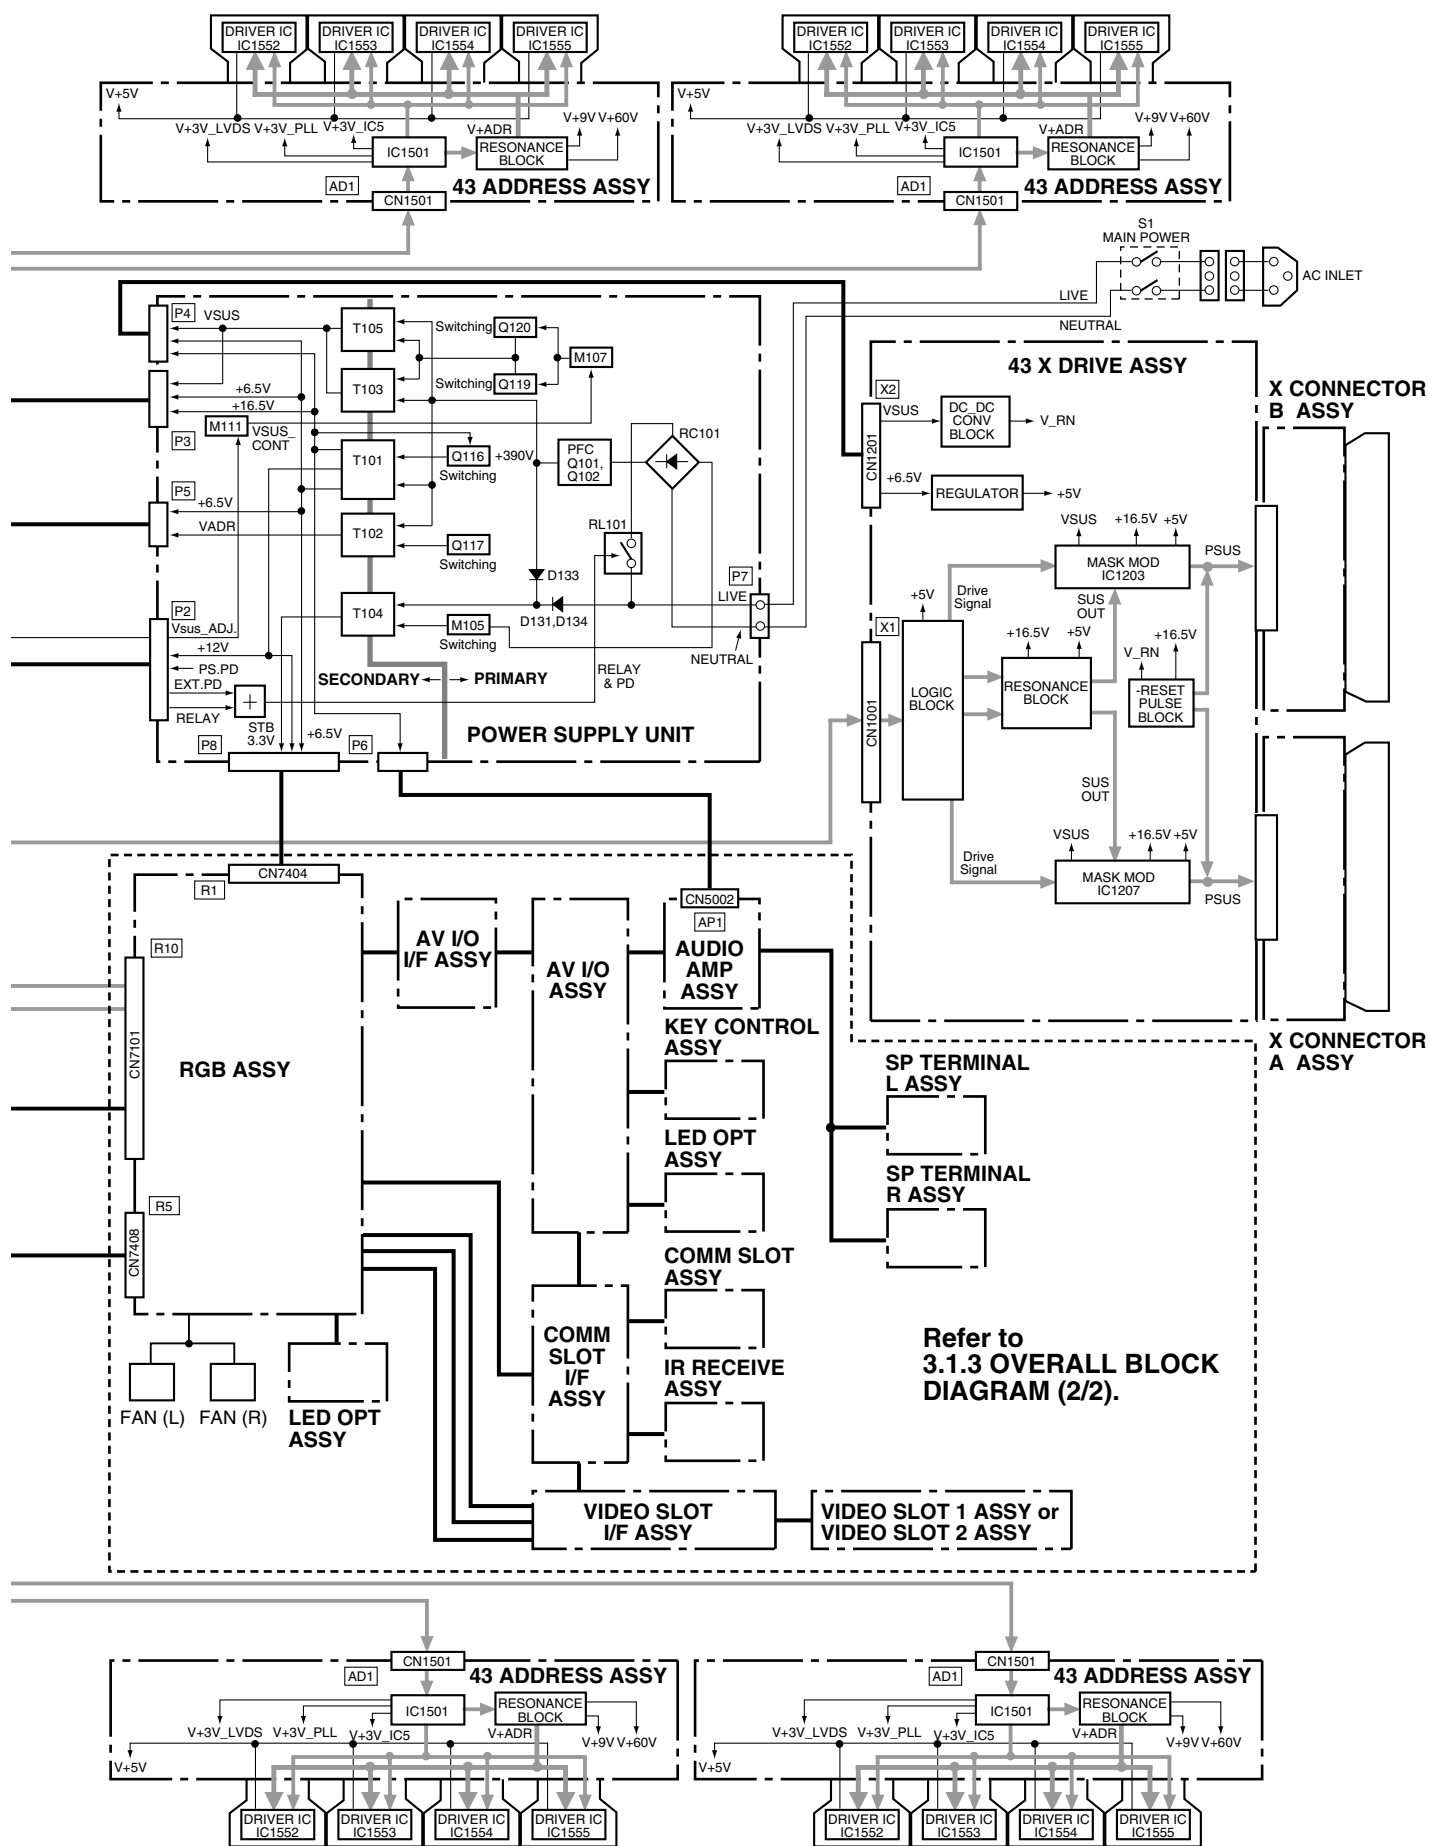 DRIVER IC
IC1552
DRIVER IC
IC1553
DRIVER IC
IC1554
DRIVER IC
IC1555
DRIVER IC
IC1552
DRIVER IC
IC1553
DRIVER IC
IC1554
DRIVER IC
IC1555
V+5V
V+3V_LVDS
V+3V_PLL
V+3V_IC5
V+ADR
V+9V
V+60V
IC1501
RESONANCE
BLOCK
AD1
43 ADDRESS ASSY
CN1501
V+5V
V+3V_LVDS
V+3V_PLL
V+3V_IC5
V+ADR
V+9V
V+60V
IC1501
RESONANCE
BLOCK
AD1
43 ADDRESS ASSY
CN1501
S1
MAIN POWER
AC INLET
LIVE
NEUTRAL
P4
VSUS
T105
Switching
Q120
M107
T103
Switching
Q119
+6.5V
+16.5V
M111
VSUS_
CONT
P3
T101
Q116
Switching
+390V
PFC
Q101,
Q102
RC101
P5
+6.5V
VADR
T102
Q117
Switching
RL101
D133
P7
LIVE
D131,D134
P2
Vsus_ADJ.
T104
M105
Switching
NEUTRAL
+12V
PS.PD
EXT.PD
RELAY
+
SECONDARY
PRIMARY
RELAY
& PD
STB
3.3V
+6.5V
P8
P6
POWER SUPPLY UNIT
43 X DRIVE ASSY
X2
VSUS
DC_DC
CONV
BLOCK
V_RN
CN1201
+6.5V
REGULATOR
+5V
VSUS
+16.5V
+5V
MASK MOD
IC1203
PSUS
Drive
Signal
+5V
SUS
OUT
X1
+16.5V
+5V
+16.5V
V_RN
CN1001
LOGIC
BLOCK
RESONANCE
BLOCK
-RESET
PULSE
BLOCK
SUS
OUT
VSUS
+16.5V
+5V
Drive
Signal
MASK MOD
IC1207
PSUS
X CONNECTOR
B ASSY
X CONNECTOR
A ASSY
CN7404
R1
R10
CN7101
RGB ASSY
R5
CN7408
AV I/O
I/F ASSY
AV I/O
ASSY
CN5002
AP1
AUDIO
AMP
ASSY
KEY CONTROL
ASSY
LED OPT
ASSY
SP TERMINAL
L ASSY
SP TERMINAL
R ASSY
COMM SLOT
ASSY
COMM
SLOT
I/F
ASSY
IR RECEIVE
ASSY
FAN (L)
FAN (R)
LED OPT
ASSY
Refer to
3.1.3 OVERALL BLOCK
DIAGRAM (2/2).
VIDEO SLOT
I/F ASSY
VIDEO SLOT 1 ASSY or
VIDEO SLOT 2 ASSY
CN1501
AD1
43 ADDRESS ASSY
IC1501
RESONANCE
BLOCK
V+3V_LVDS
V+3V_PLL
V+3V_IC5
V+ADR
V+9V
V+60V
V+5V
CN1501
AD1
43 ADDRESS ASSY
IC1501
RESONANCE
BLOCK
V+3V_LVDS
V+3V_PLL
V+3V_IC5
V+ADR
V+9V
V+60V
V+5V
DRIVER IC
IC1552
DRIVER IC
IC1553
DRIVER IC
IC1554
DRIVER IC
IC1555
DRIVER IC
IC1552
DRIVER IC
IC1553
DRIVER IC
IC1554
DRIVER IC
IC1555